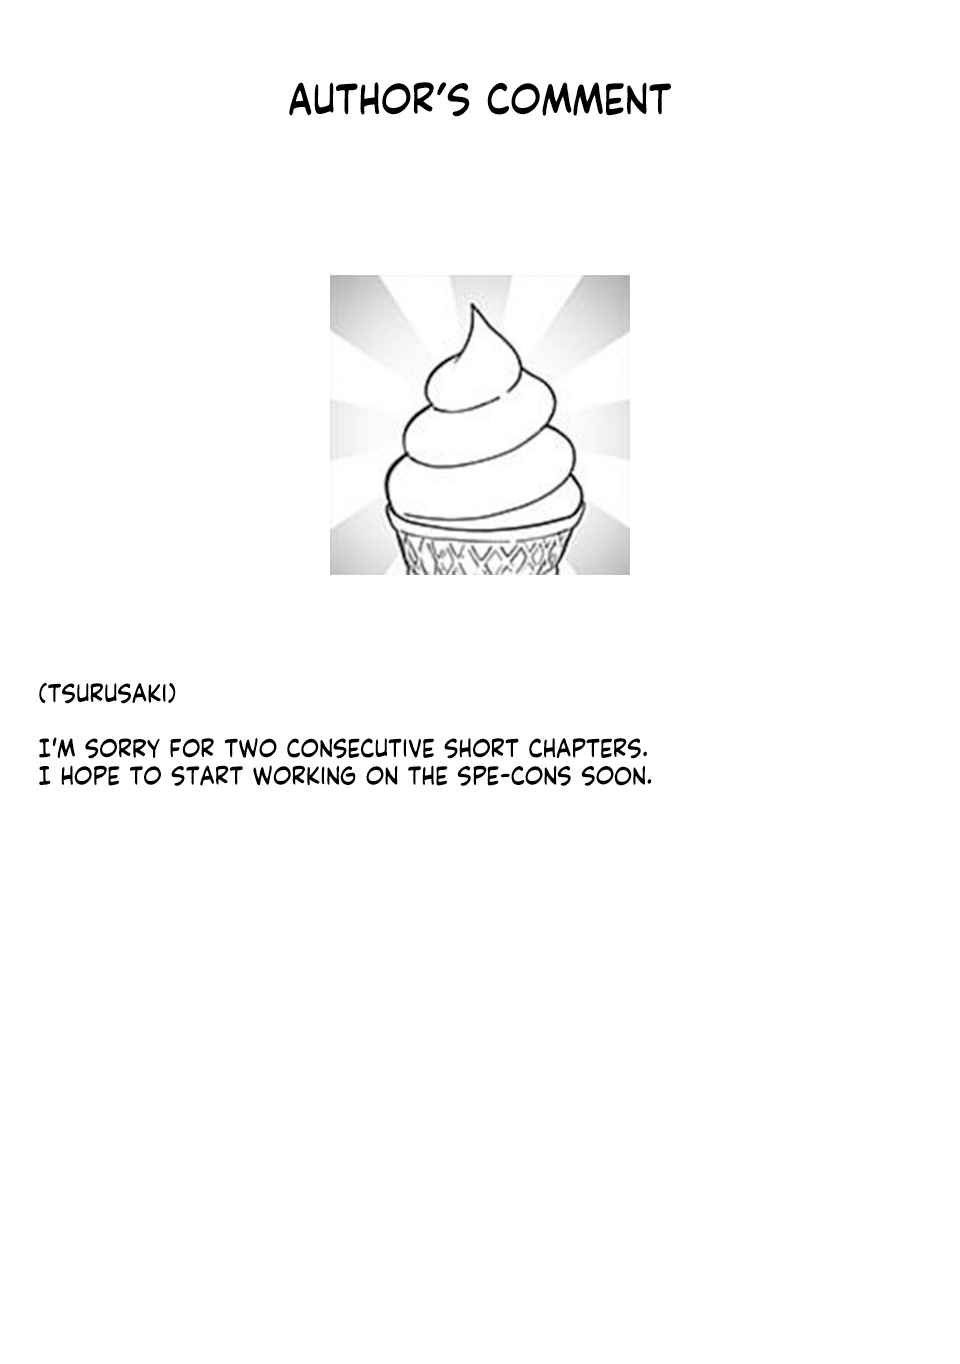 AUTHOR'S COMMENT
(TSURUSAKI)
I'M SORRY FOR TWO CONSECUTIVE SHORT CHAPTERS.
I HOPE TO START WORKING ON THE SPE-CONS SOON.